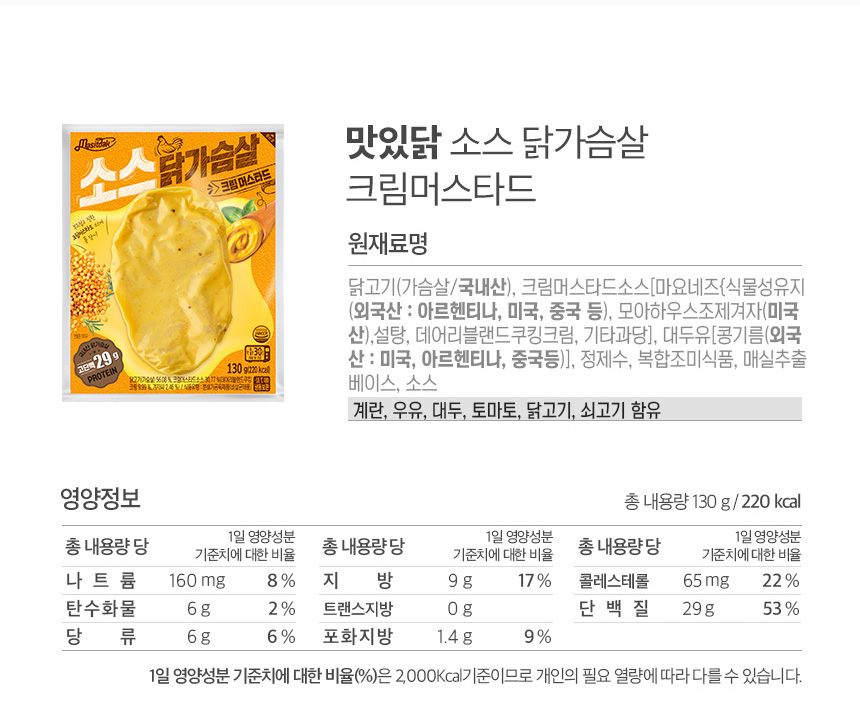 맛있닭 소스 닭가슴살
크림머스타드
원재료명
닭고기(가슴살/국내산), 크림머스타드소스[마요네즈{식물성유지
(외국산 : 아르헨티나, 미국, 중국 등), 모아하우스조제겨자(미국
산),설탕, 데어리블랜드쿠킹크림, 기타과당], 대두유[콩기름(외국
산 : 미국, 아르헨티나, 중국등)], 정제수, 복합조미식품, 매실추출
베이스, 소스
계란, 우유, 대두, 토마토, 닭고기, 쇠고기 함유
Masitdak
소스 닭가슴살
크림머스타드
고단백 29 g
PROTEIN
HACCP
130 g (220 kcal)
영양정보
총 내용량 130 g / 220 kcal
총 내용량 당 1일 영양성분 기준치에 대한 비율 총 내용량 당 1일 영양성분 기준치에 대한 비율 총 내용량 당 1일 영양성분 기준치에 대한 비율
나 트 륨 160 mg 8 % 지 방 9 g 17 % 콜레스테롤 65 mg 22 %
탄수화물 6 g 2 % 트랜스지방 0 g 단 백 질 29 g 53 %
당 류 6 g 6 % 포화지방 1.4 g 9 %
1일 영양성분 기준치에 대한 비율(%)은 2,000Kcal기준이므로 개인의 필요 열량에 따라 다를 수 있습니다.